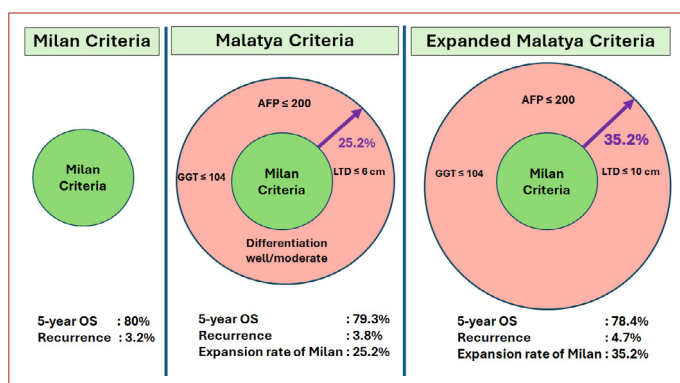 Milan Criteria
Milan
Criteria
5-year OS : 80%
Recurrence : 3.2%
Malatya Criteria
AFP ≤ 200
25.2%
GGT ≤ 104
Milan
Criteria
LTD ≤ 6 cm
Differentiation
well/moderate
5-year OS : 79.3%
Recurrence : 3.8%
Expansion rate of Milan : 25.2%
Expanded Malatya Criteria
AFP ≤ 200
35.2%
GGT ≤ 104
Milan
Criteria
LTD ≤ 10 cm
5-year OS : 78.4%
Recurrence : 4.7%
Expansion rate of Milan : 35.2%